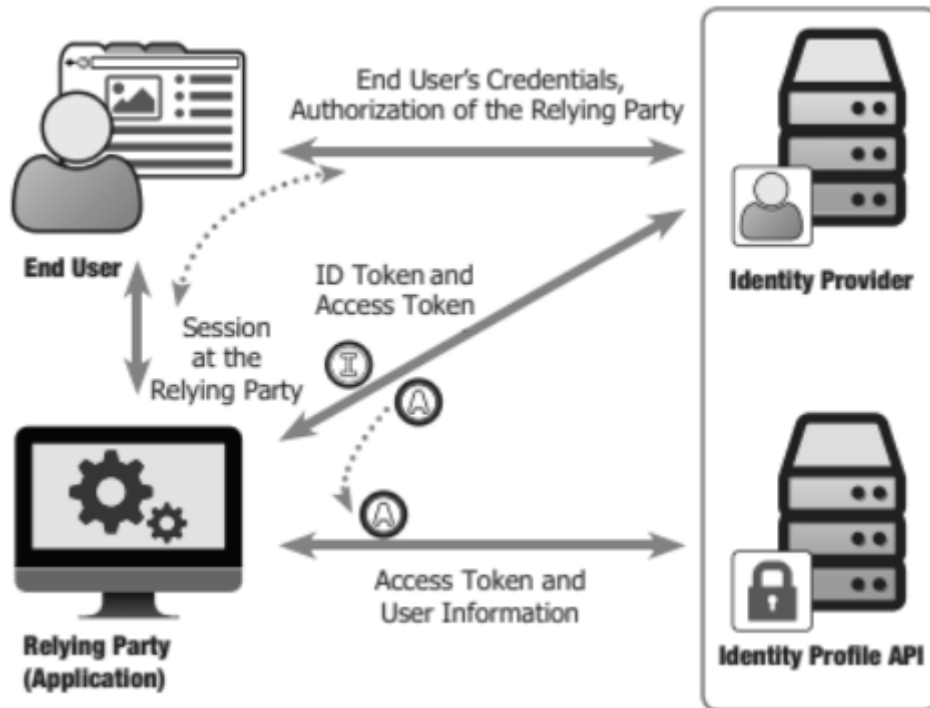 End User's Credentials,
Authorization of the Relying Party
End User
Identity Provider
ID Token and
Access Token
Session
at the
Relying Party
I
A
A
Access Token and
User Information
Relying Party
(Application)
Identity Profile API